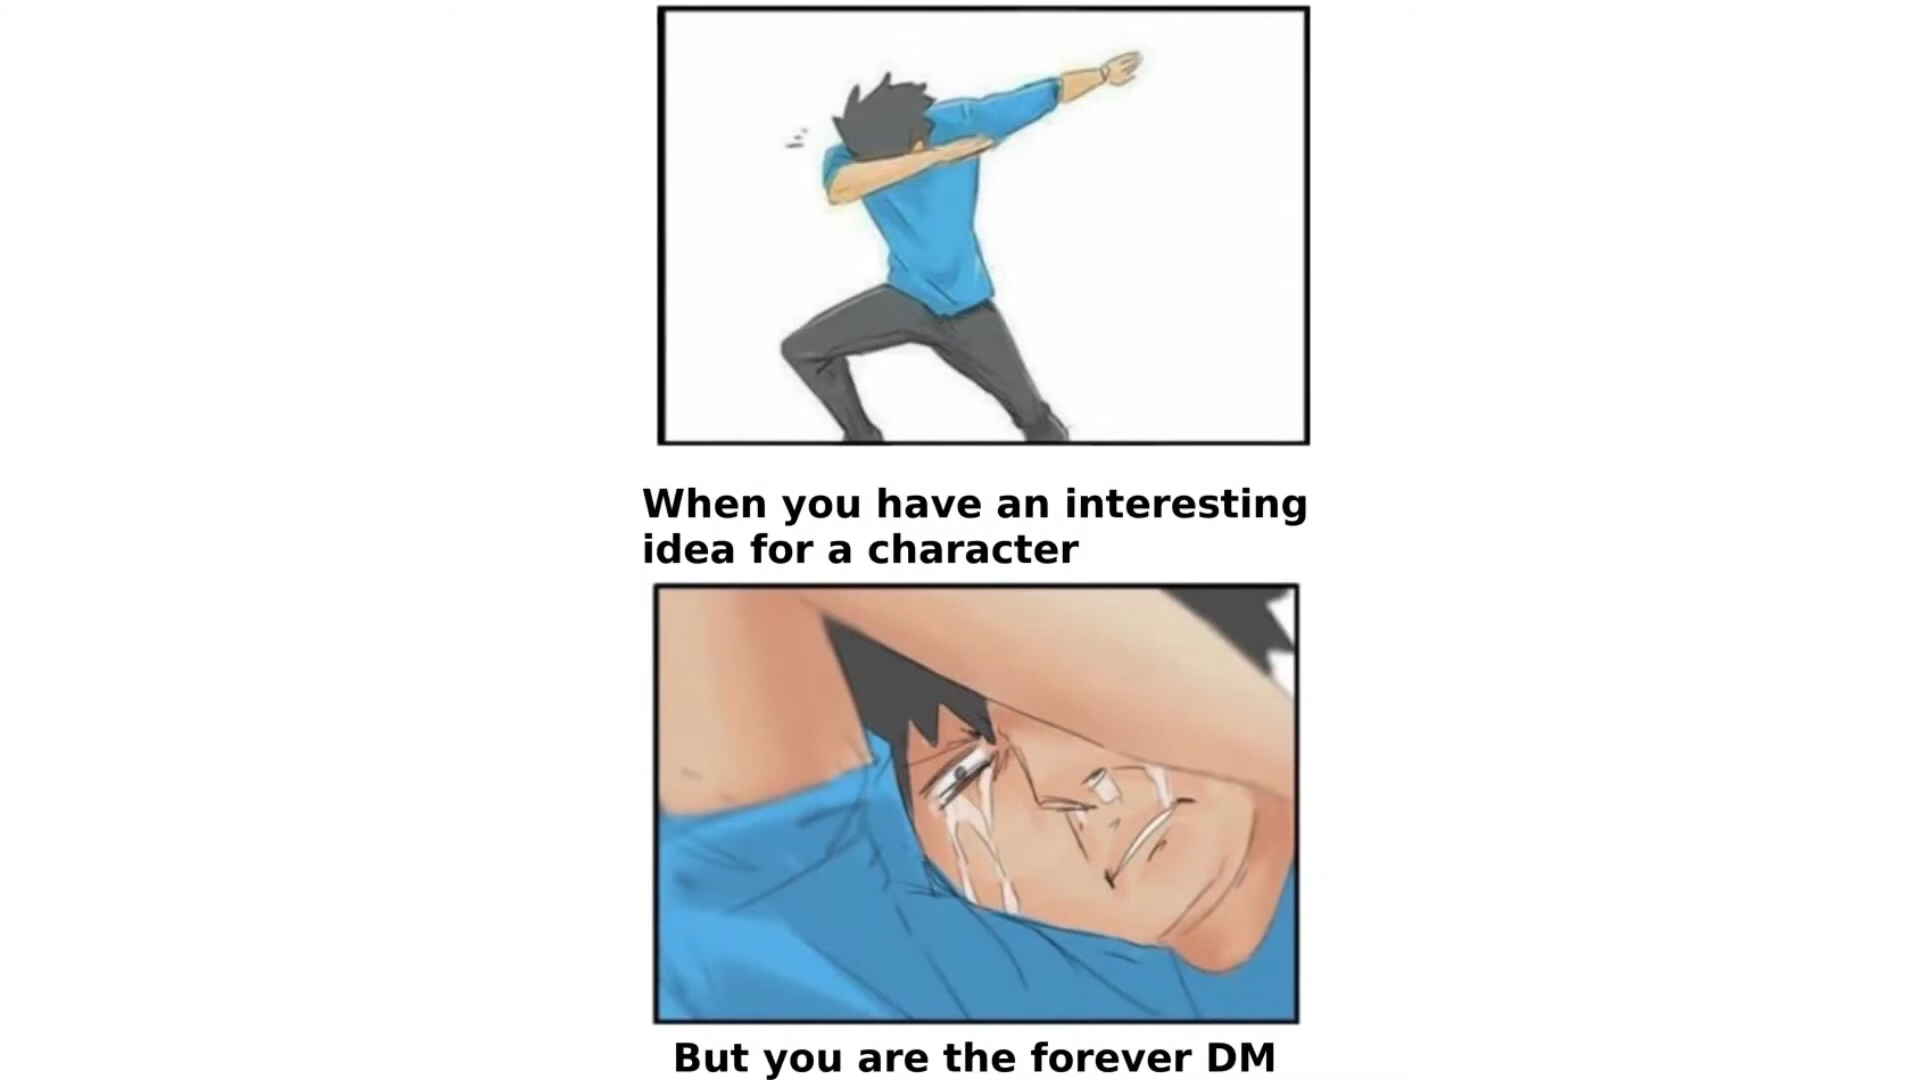 When you have an interesting
idea for a character
But you are the forever DM